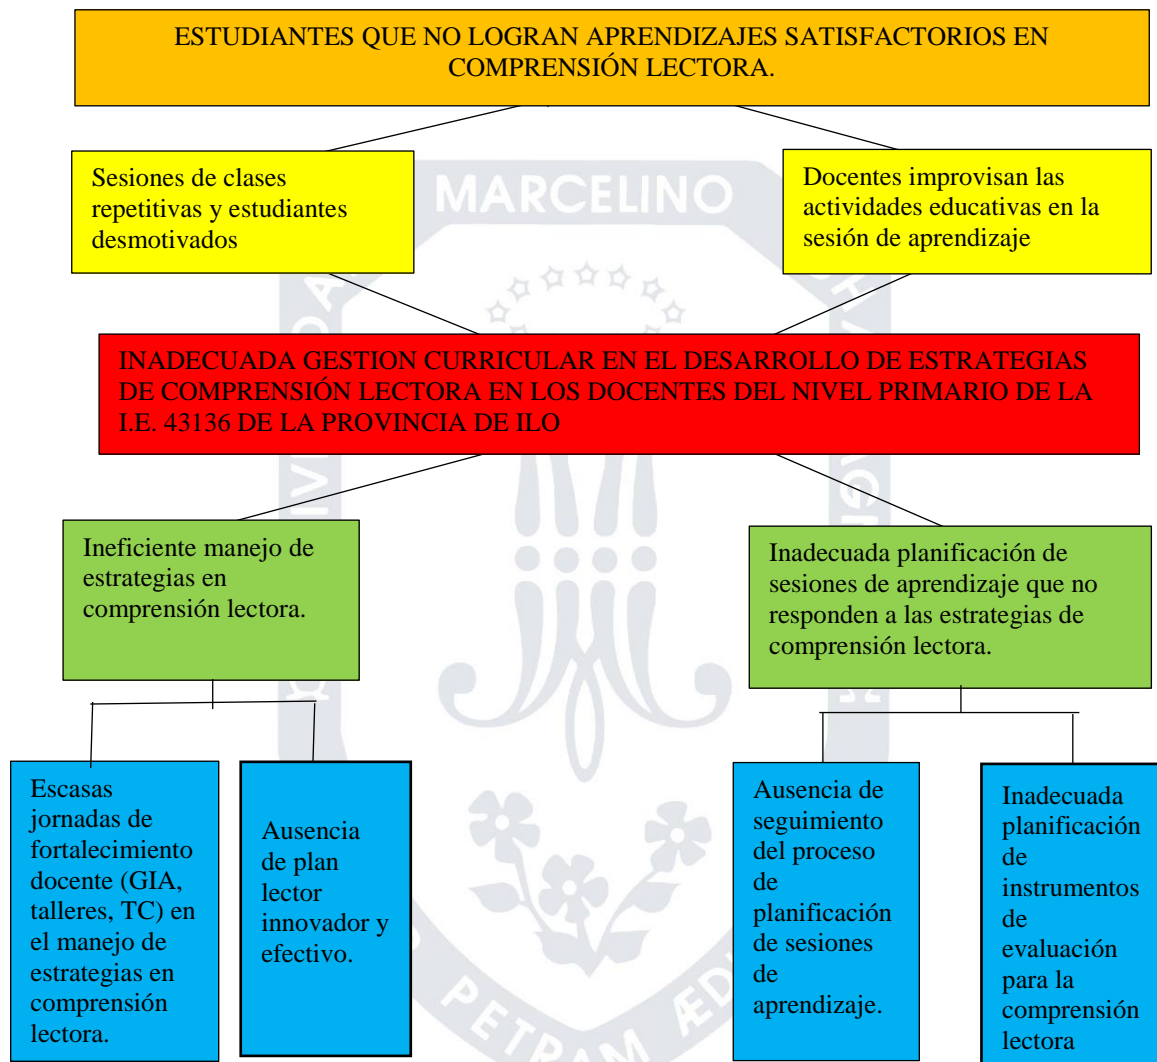 ESTUDIANTES QUE NO LOGRAN APRENDIZAJES SATISFACTORIOS EN
COMPRENSIÓN LECTORA.
Sesiones de clases
repetitivas y estudiantes
desmotivados
Docentes improvisan las
actividades educativas en la
sesión de aprendizaje
MARCELINO
INADECUADA GESTION CURRICULAR EN EL DESARROLLO DE ESTRATEGIAS
DE COMPRENSIÓN LECTORA EN LOS DOCENTES DEL NIVEL PRIMARIO DE LA
I.E. 43136 DE LA PROVINCIA DE ILO
Ineficiente manejo de
estrategias en
comprensión lectora.
Inadecuada planificación de
sesiones de aprendizaje que no
responden a las estrategias de
comprensión lectora.
Escasas
jornadas de
fortalecimiento
docente (GIA,
talleres, TC) en
el manejo de
estrategias en
comprensión
lectora.
Ausencia
de plan
lector
innovador y
efectivo.
Ausencia de
seguimiento
del proceso
de
planificación
de sesiones
de
aprendizaje.
Inadecuada
planificación
de
instrumentos
de
evaluación
para la
comprensión
lectora
PETRAM